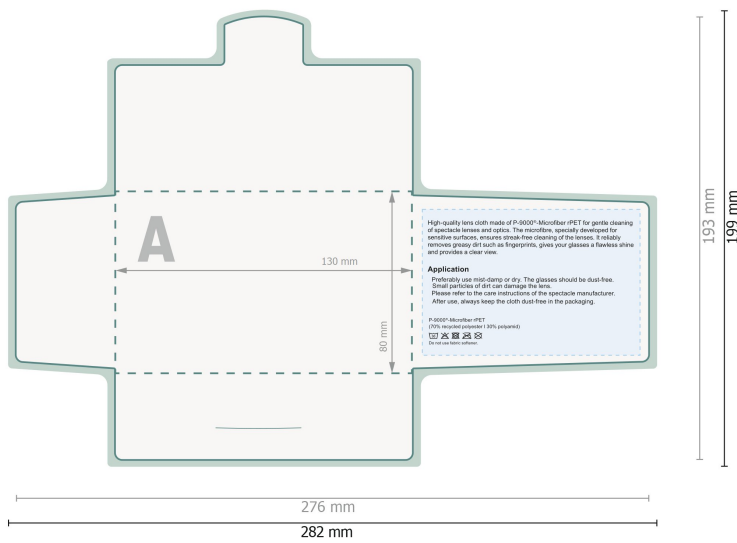 A
130 mm
80 mm
High-quality lens cloth made of P-9000®-Microfiber rPET for gentle cleaning
of spectacle lenses and optics. The microfibre, specially developed for
sensitive surfaces, ensures streak-free cleaning of the lenses. It reliably
removes greasy dirt such as fingerprints, gives your glasses a flawless shine
and provides a clear view.
Application
Preferably use mist-damp or dry. The glasses should be dust-free.
Small particles of dirt can damage the lens.
Please refer to the care instructions of the spectacle manufacturer.
After use, always keep the cloth dust-free in the packaging.
P-9000®-Microfiber rPET
(70% recycled polyester I 30% polyamid)
Do not use fabric softener.
193 mm
199 mm
276 mm
282 mm